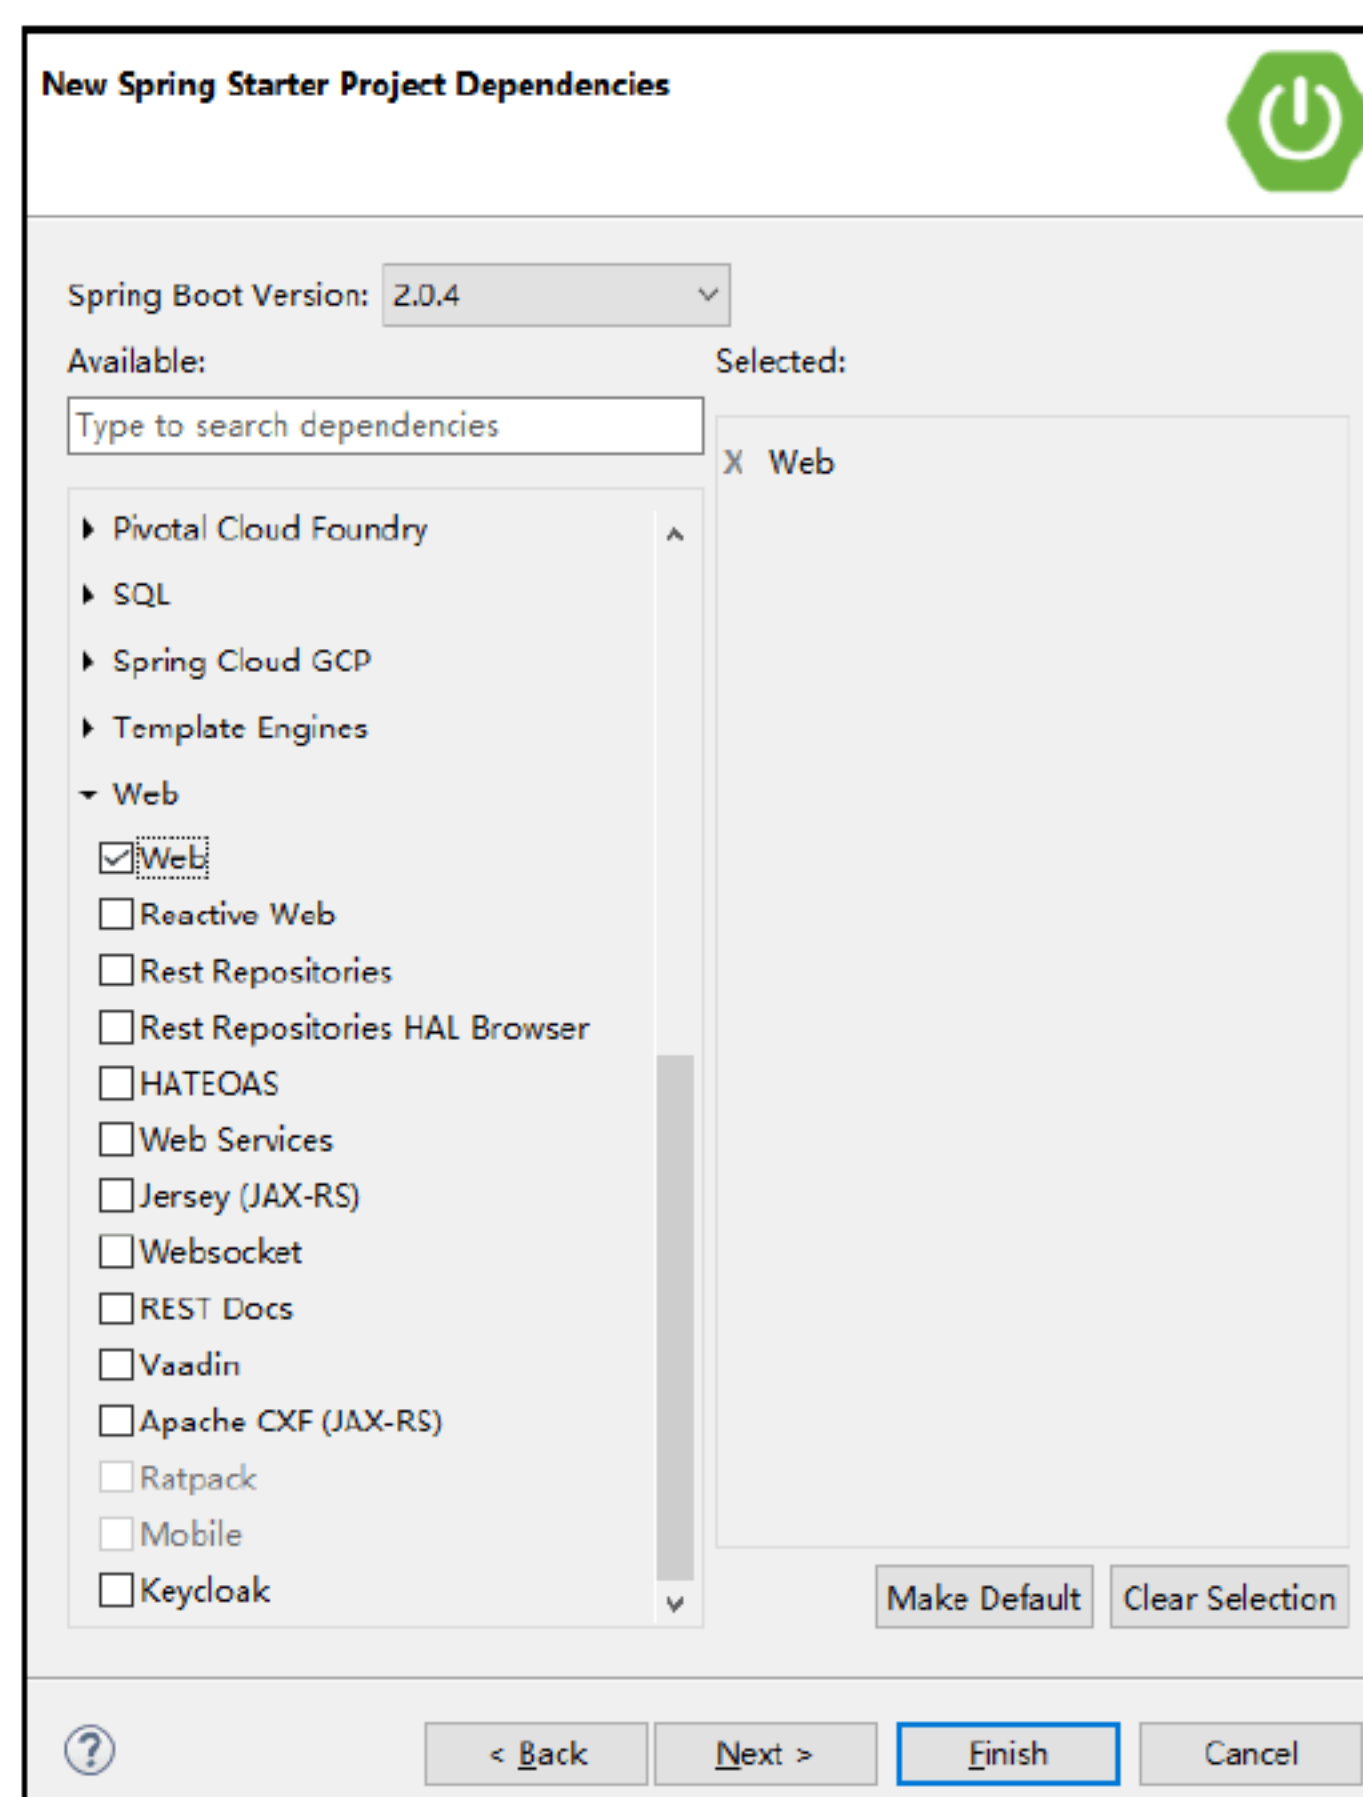 New Spring Starter Project Dependencies
Spring Boot Version: 2.0.4
Available:
Selected:
Type to search dependencies
X Web
Pivotal Cloud Foundry
SQL
Spring Cloud GCP
Template Engines
Web
Web
Reactive Web
Rest Repositories
Rest Repositories HAL Browser
HATEOAS
Web Services
Jersey (JAX-RS)
Websocket
REST Docs
Vaadin
Apache CXF (JAX-RS)
Ratpack
Mobile
Keycloak
Make Default Clear Selection
? < Back Next > Finish Cancel